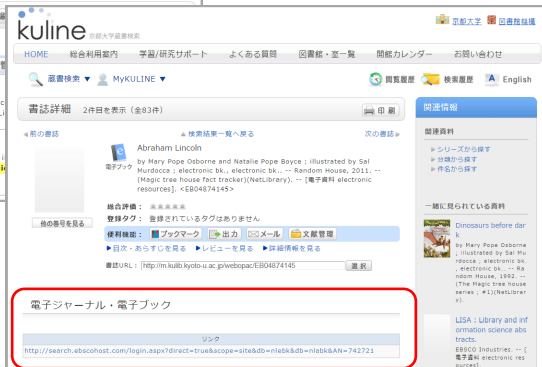 kuline 京都大学蔵書検索
京都大学 図書館機構
HOME 総合利用案内 学習/研究サポート よくある質問 図書館・室一覧 開館カレンダー お問い合わせ
蔵書検索 ▼ MyKULINE ▼ 閲覧履歴 検索履歴 English
書誌詳細 2件目を表示（全83件） 印刷
◀前の書誌 ▲検索結果一覧へ戻る 次の書誌▶
電子ブック
Abraham Lincoln
by Mary Pope Osborne and Natalie Pope Boyce ; illustrated by Sal
Murdocca ; electronic bk, electronic bk.. -- Random House, 2011. --
(Magic tree house fact tracker)(NetLibrary). -- [電子資料 electronic
resources]. <EB04874145>
他の巻号を見る
総合評価： ★★★★★
登録タグ： 登録されているタグはありません
便利機能： ブックマーク 出力 メール 文献管理
▶目次・あらすじを見る ▶レビューを見る ▶詳細情報を見る
書誌URL： http://m.kulib.kyoto-u.ac.jp/webopac/EB04874145 選択
電子ジャーナル・電子ブック
リンク
http://search.ebscohost.com/login.aspx?direct=true&scope=site&db=nlebk&db=nlabk&AN=742721
関連情報
関連資料
▶シリーズから探す
▶分類から探す
▶件名から探す
一緒に見られている資料
Dinosaurs before dar
k
by Mary Pope Osborne
; illustrated by Sal Mu
rdocca ; electronic bk.
, electronic bk.. -- Ra
ndom House, 1992. --
(The Magic tree house
series ; #1)(NetLibrar
y).
LISA : Library and inf
ormation science abs
tracts.
EBSCO Industries. -- [
電子資料 electronic res
ources]